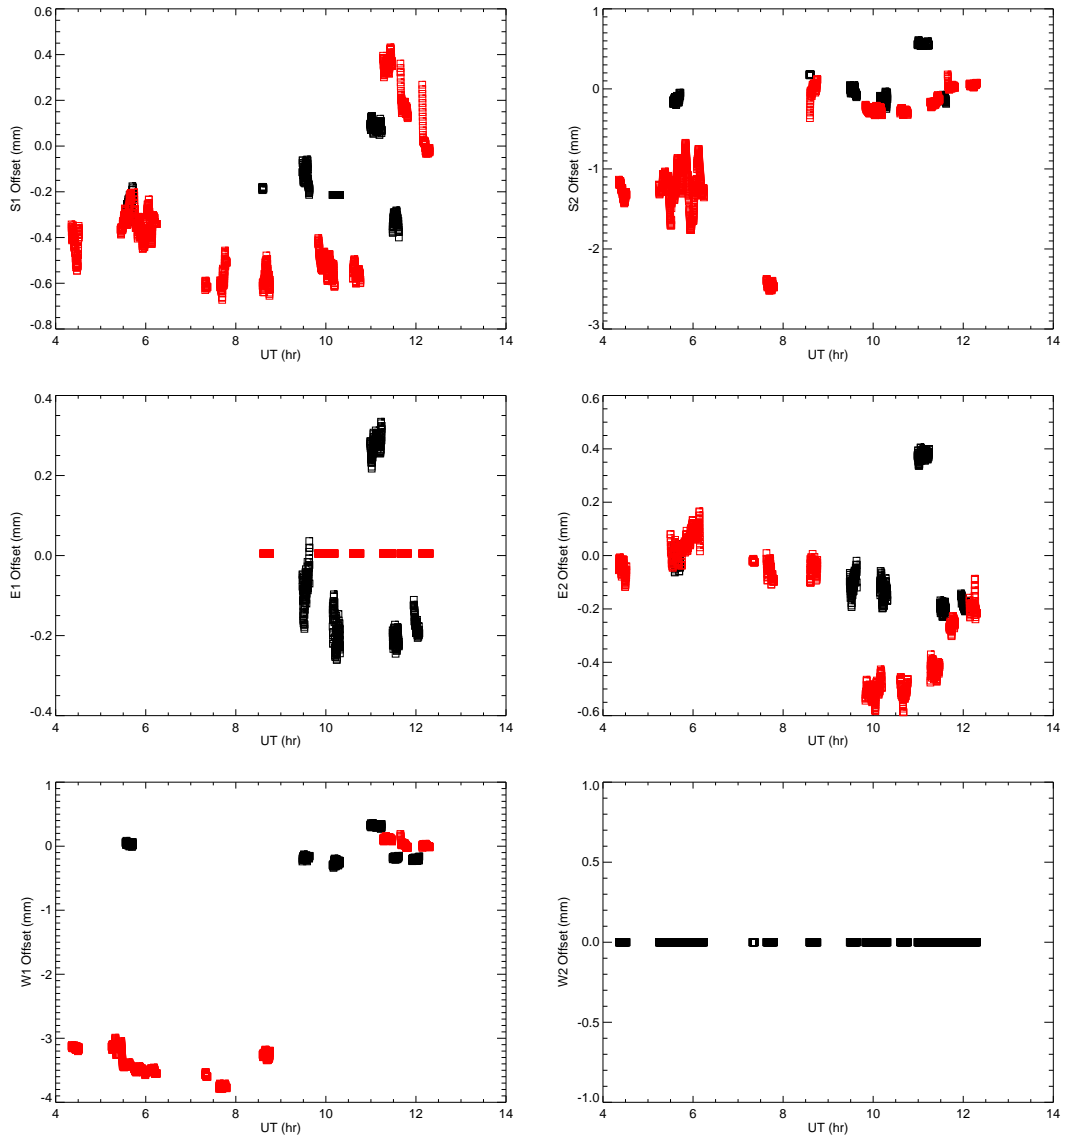 0.6
0.4
0.2
0.0
-0.2
-0.4
-0.6
-0.8
S1 Offset (mm)
4 6 8 10 12 14
UT (hr)
1
0
-1
-2
-3
S2 Offset (mm)
4 6 8 10 12 14
UT (hr)
0.4
0.2
0.0
-0.2
-0.4
E1 Offset (mm)
4 6 8 10 12 14
UT (hr)
0.6
0.4
0.2
0.0
-0.2
-0.4
-0.6
E2 Offset (mm)
4 6 8 10 12 14
UT (hr)
1
0
-1
-2
-3
-4
W1 Offset (mm)
4 6 8 10 12 14
UT (hr)
1.0
0.5
0.0
-0.5
-1.0
W2 Offset (mm)
4 6 8 10 12 14
UT (hr)